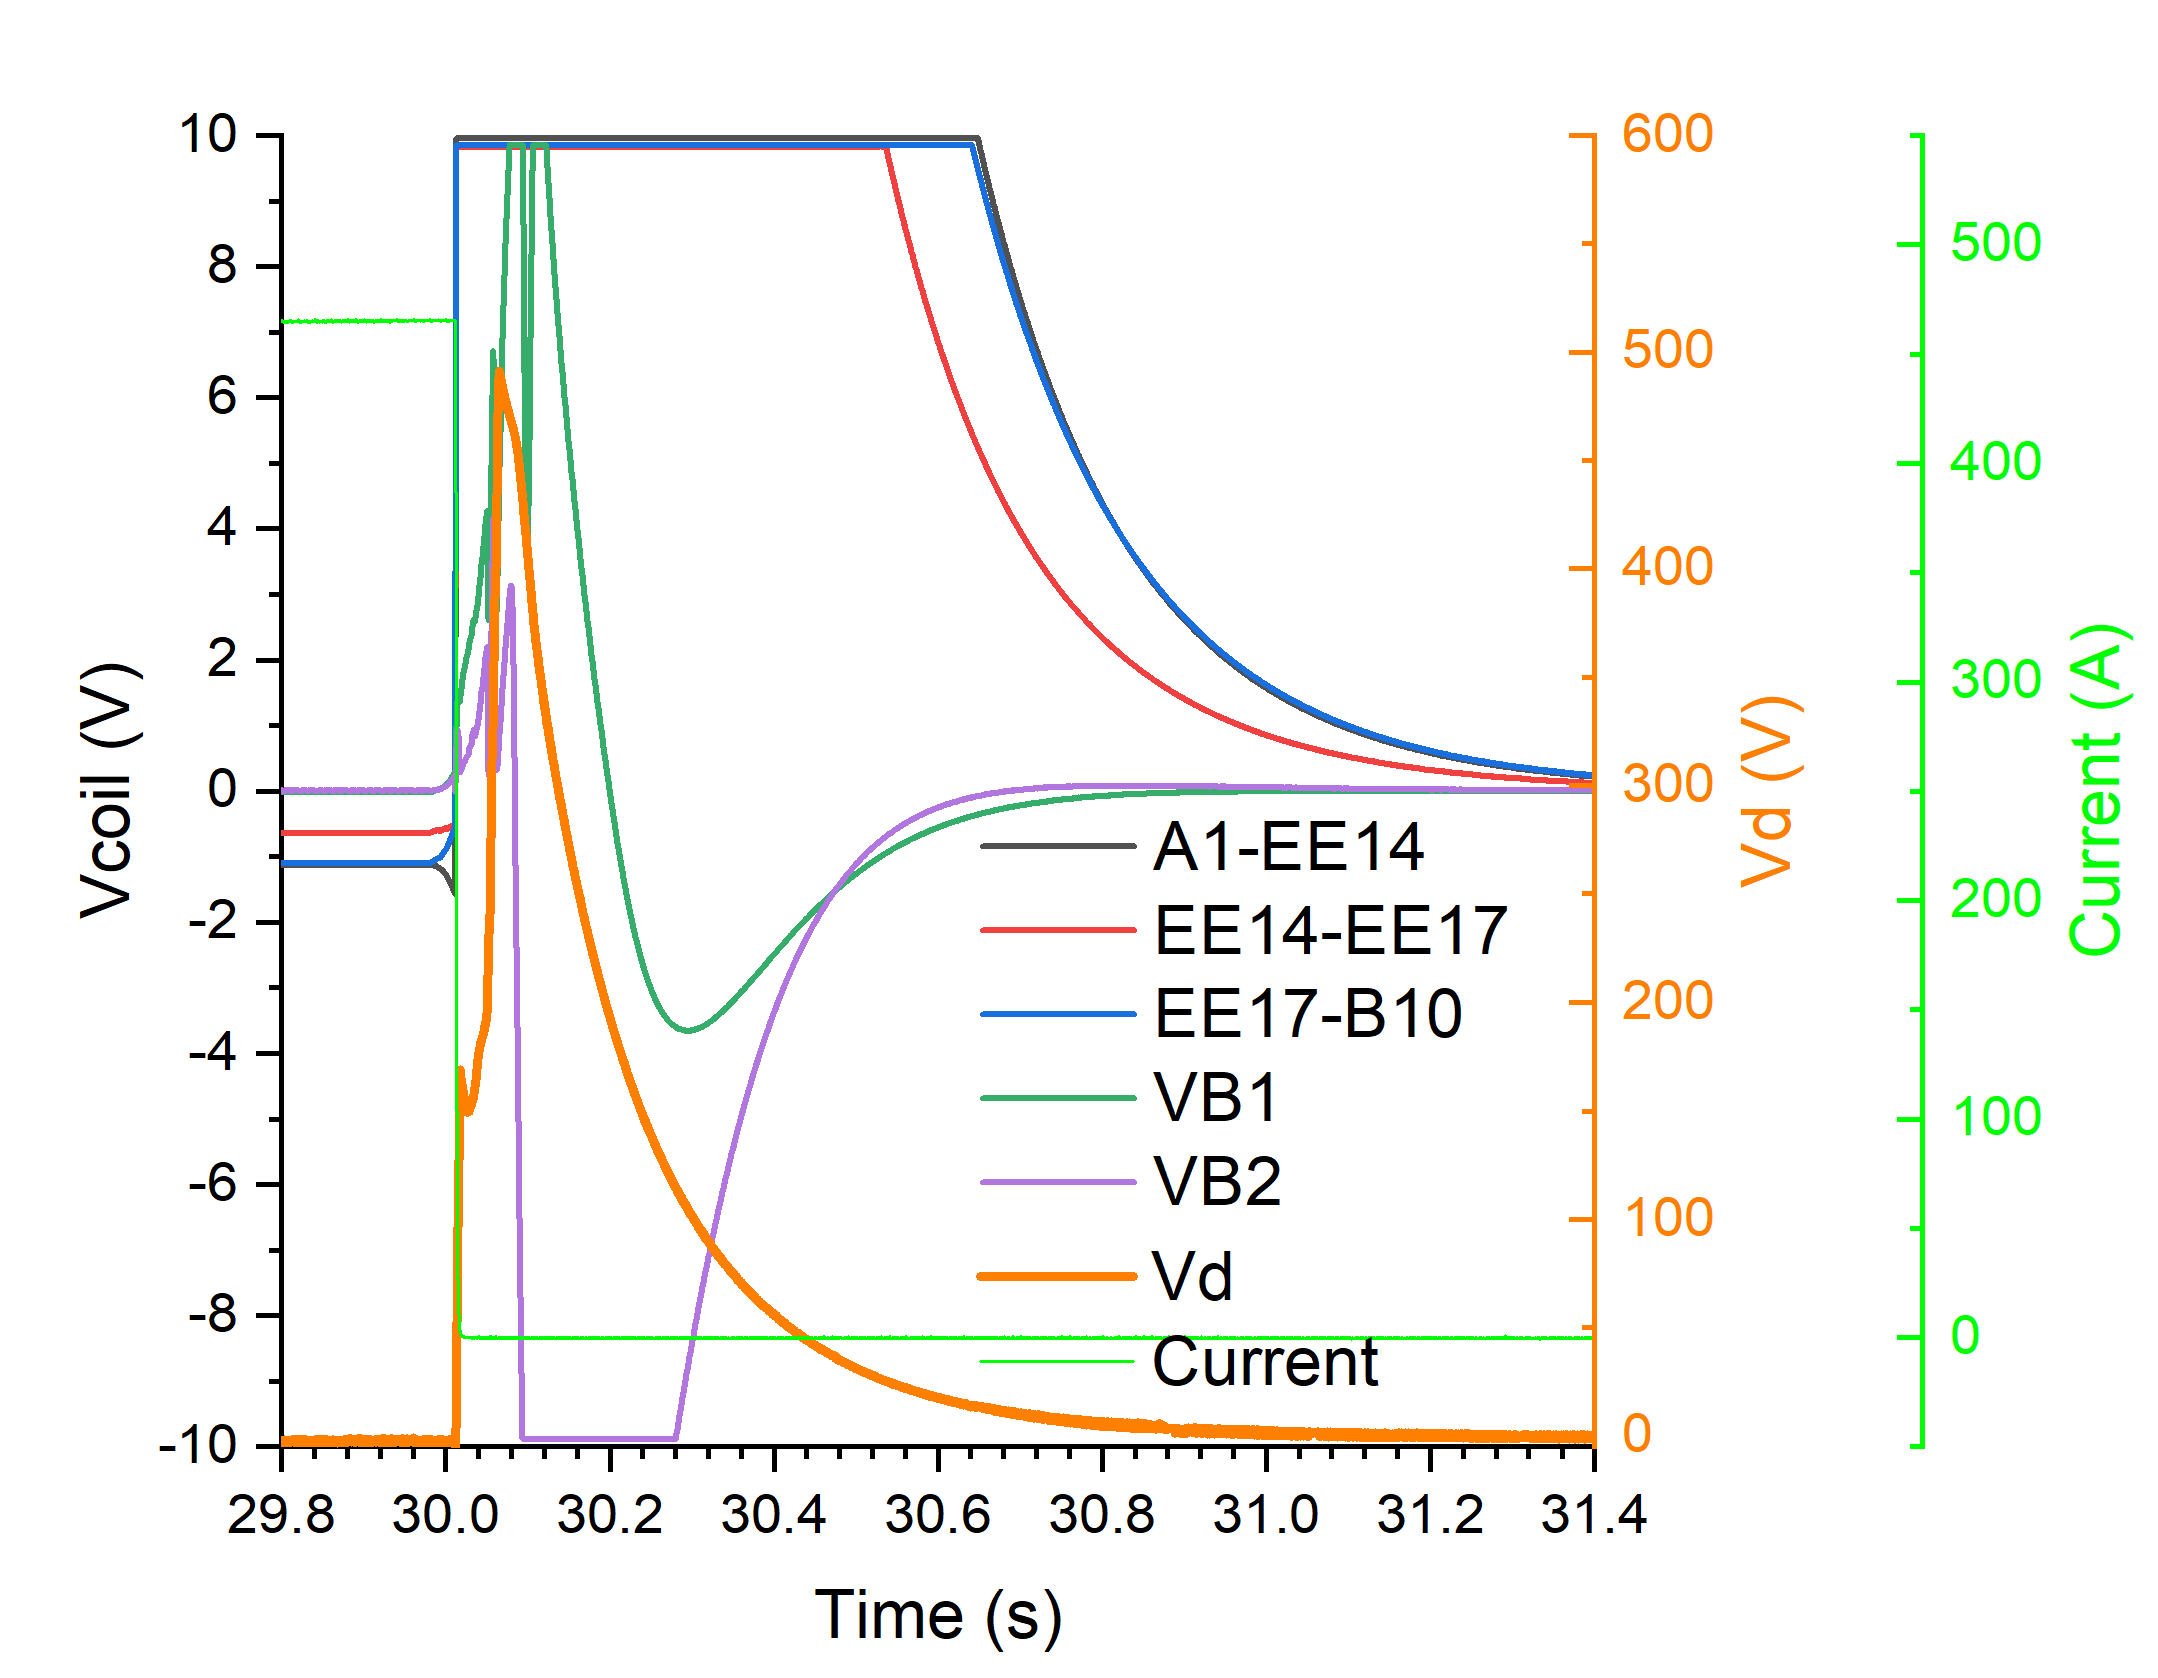 10
8
6
4
2
0
-2
-4
-6
-8
-10
Vcoil (V)
29.8 30.0 30.2 30.4 30.6 30.8 31.0 31.2 31.4
Time (s)
A1-EE14
EE14-EE17
EE17-B10
VB1
VB2
Vd
Current
600
500
400
300
200
100
0
Vd (V)
500
400
300
200
100
0
Current (A)